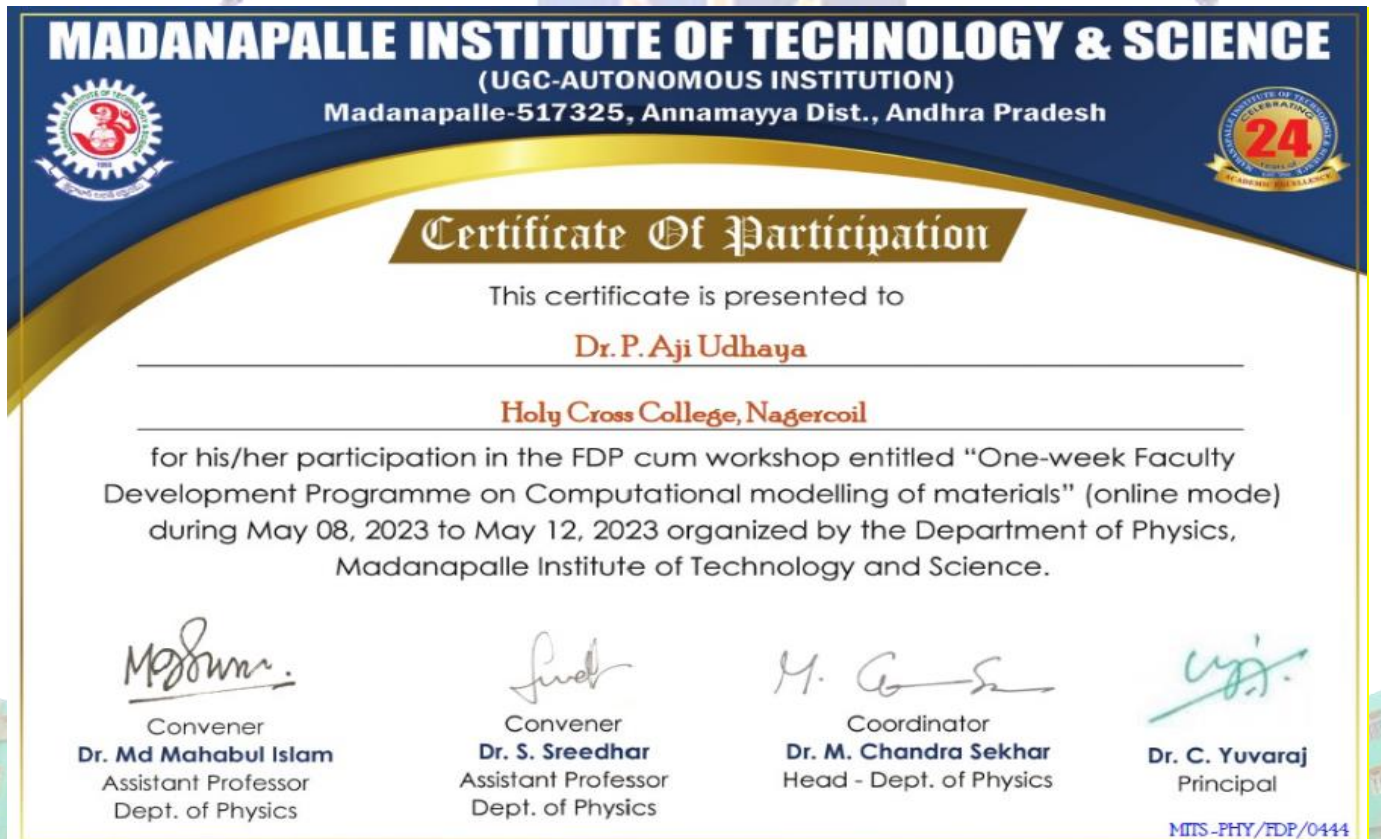 MADANAPALLE INSTITUTE OF TECHNOLOGY & SCIENCE
(UGC-AUTONOMOUS INSTITUTION)
Madanapalle-517325, Annamayya Dist., Andhra Pradesh
CELEBRATING
24
YEARS OF
ACADEMIC EXCELLENCE
Certificate Of Participation
This certificate is presented to
Dr. P. Aji Udhaya
Holy Cross College, Nagercoil
for his/her participation in the FDP cum workshop entitled “One-week Faculty
Development Programme on Computational modelling of materials” (online mode)
during May 08, 2023 to May 12, 2023 organized by the Department of Physics,
Madanapalle Institute of Technology and Science.
Convener
Dr. Md Mahabul Islam
Assistant Professor
Dept. of Physics
Convener
Dr. S. Sreedhar
Assistant Professor
Dept. of Physics
Coordinator
Dr. M. Chandra Sekhar
Head - Dept. of Physics
Dr. C. Yuvaraj
Principal
MITS-PHY/FDP/0444